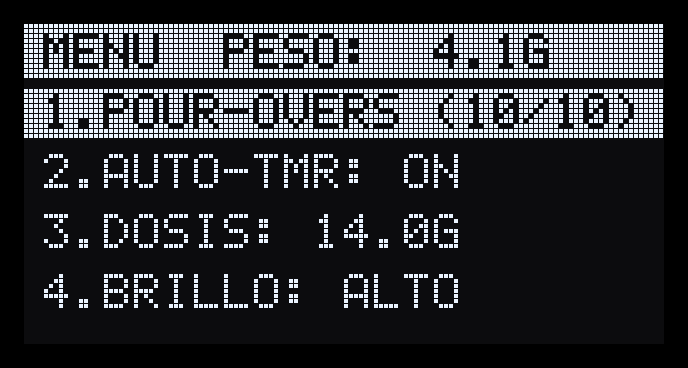 MENU PESO: 4.1G
1.POUR-OVERS (10/10)
2.AUTO-TMR: ON
3.DOSIS: 14.0G
4.BRILLO: ALTO